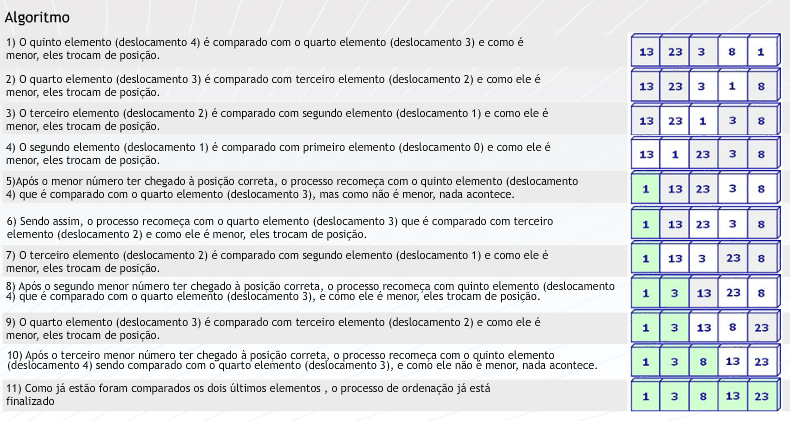 Algoritmo
1) O quinto elemento (deslocamento 4) é comparado com o quarto elemento (deslocamento 3) e como é
menor, eles trocam de posição.
13 23 3 8 1
2) O quarto elemento (deslocamento 3) é comparado com terceiro elemento (deslocamento 2) e como ele é
menor, eles trocam de posição.
13 23 3 1 8
3) O terceiro elemento (deslocamento 2) é comparado com segundo elemento (deslocamento 1) e como ele é
menor, eles trocam de posição.
13 23 1 3 8
4) O segundo elemento (deslocamento 1) é comparado com primeiro elemento (deslocamento 0) e como ele é
menor, eles trocam de posição.
13 1 23 3 8
5)Após o menor número ter chegado à posição correta, o processo recomeça com o quinto elemento (deslocamento
4) que é comparado com o quarto elemento (deslocamento 3), mas como não é menor, nada acontece.
1 13 23 3 8
6) Sendo assim, o processo recomeça com o quarto elemento (deslocamento 3) que é comparado com terceiro
elemento (deslocamento 2) e como ele é menor, eles trocam de posição.
1 13 23 3 8
7) O terceiro elemento (deslocamento 2) é comparado com segundo elemento (deslocamento 1) e como ele é
menor, eles trocam de posição.
1 13 3 23 8
8) Após o segundo menor número ter chegado à posição correta, o processo recomeça com quinto elemento (deslocamento
4) que é comparado com o quarto elemento (deslocamento 3), e como ele é menor, eles trocam de posição.
1 3 13 23 8
9) O quarto elemento (deslocamento 3) é comparado com terceiro elemento (deslocamento 2) e como ele é
menor, eles trocam de posição.
1 3 13 8 23
10) Após o terceiro menor número ter chegado à posição correta, o processo recomeça com o quinto elemento
(deslocamento 4) sendo comparado com o quarto elemento (deslocamento 3), e como ele não é menor, nada acontece.
1 3 8 13 23
11) Como já estão foram comparados os dois últimos elementos , o processo de ordenação já está
finalizado
1 3 8 13 23